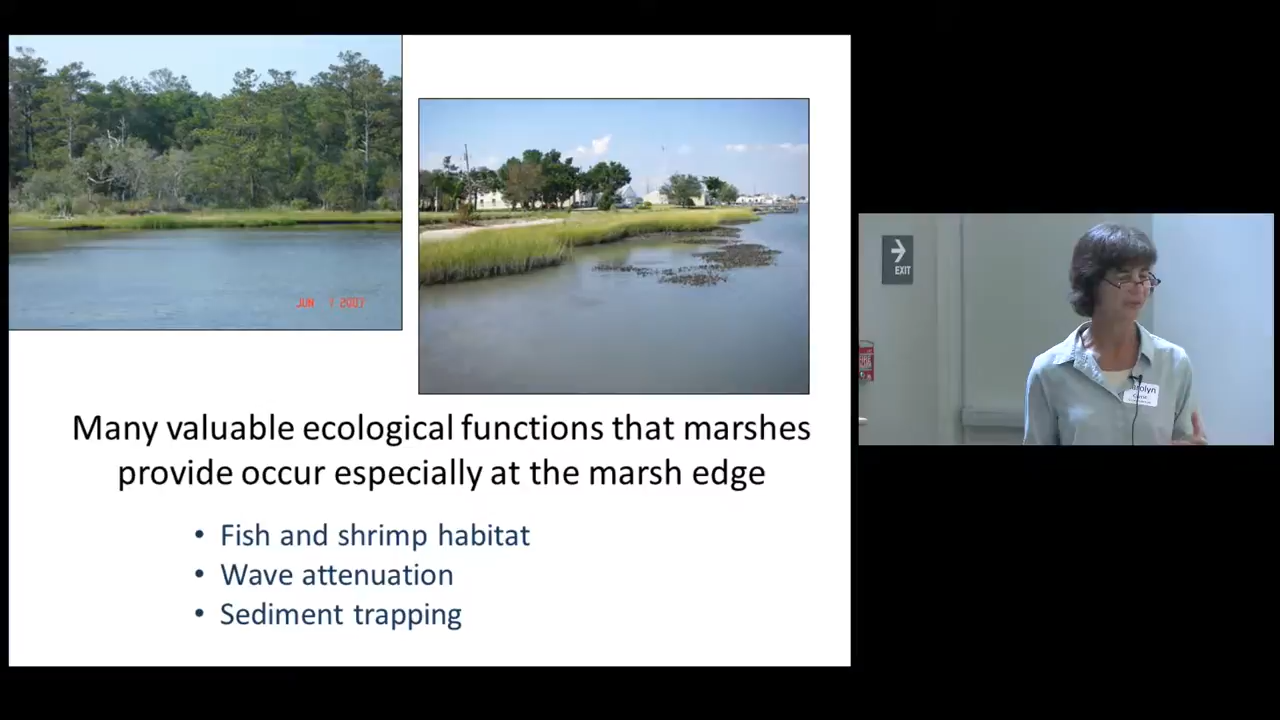 JUN 1 2007
Many valuable ecological functions that marshes
provide occur especially at the marsh edge
• Fish and shrimp habitat
• Wave attenuation
• Sediment trapping
EXIT
arolyn